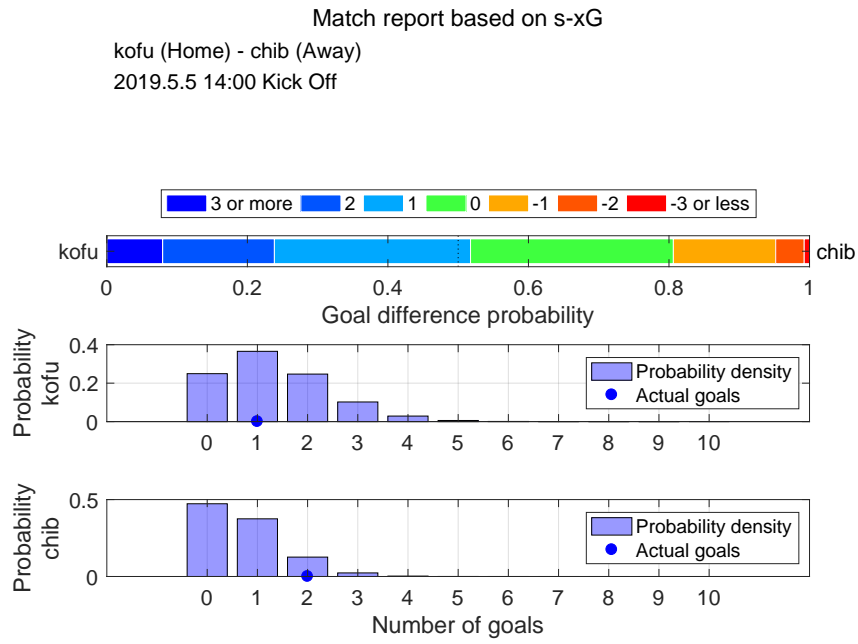 Match report based on s-xG
kofu (Home) - chib (Away)
2019.5.5 14:00 Kick Off
3 or more 2 1 0 -1 -2 -3 or less
kofu chib
0 0.2 0.4 0.6 0.8 1
Goal difference probability
Probability
kofu
0.4
0.2
0
Probability density
Actual goals
0 1 2 3 4 5 6 7 8 9 10
Probability
chib
0.5
0
Probability density
Actual goals
0 1 2 3 4 5 6 7 8 9 10
Number of goals